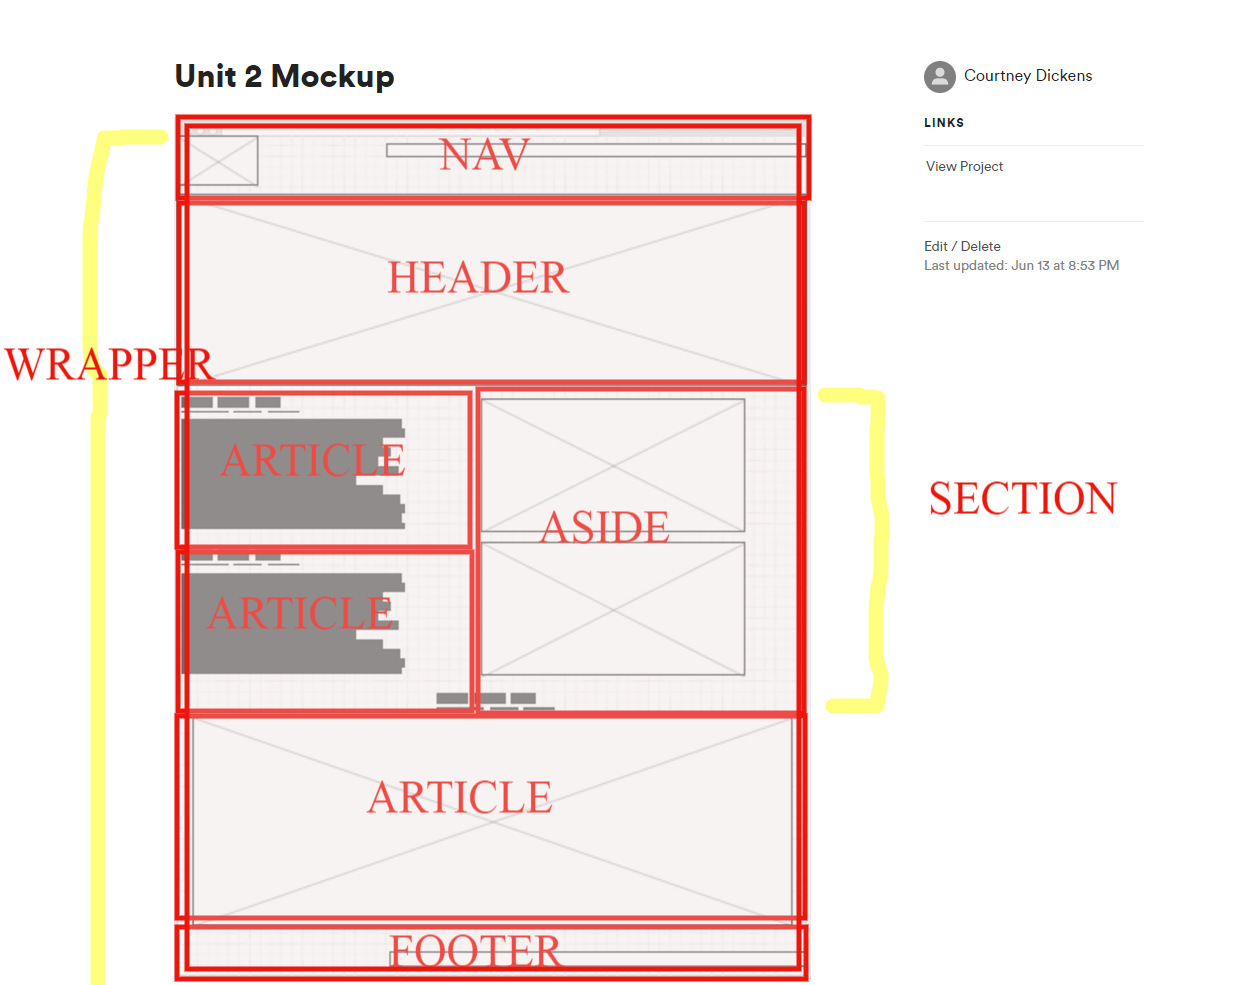 Unit 2 Mockup
Courtney Dickens
LINKS
View Project
Edit / Delete
Last updated: Jun 13 at 8:53 PM
NAV
HEADER
WRAPPER
ARTICLE
ASIDE
SECTION
ARTICLE
ARTICLE
FOOTER